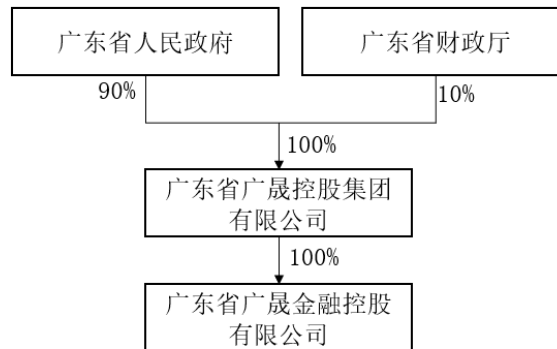 广东省人民政府
广东省财政厅
90%
10%
100%
广东省广晟控股集团
有限公司
100%
广东省广晟金融控股
有限公司